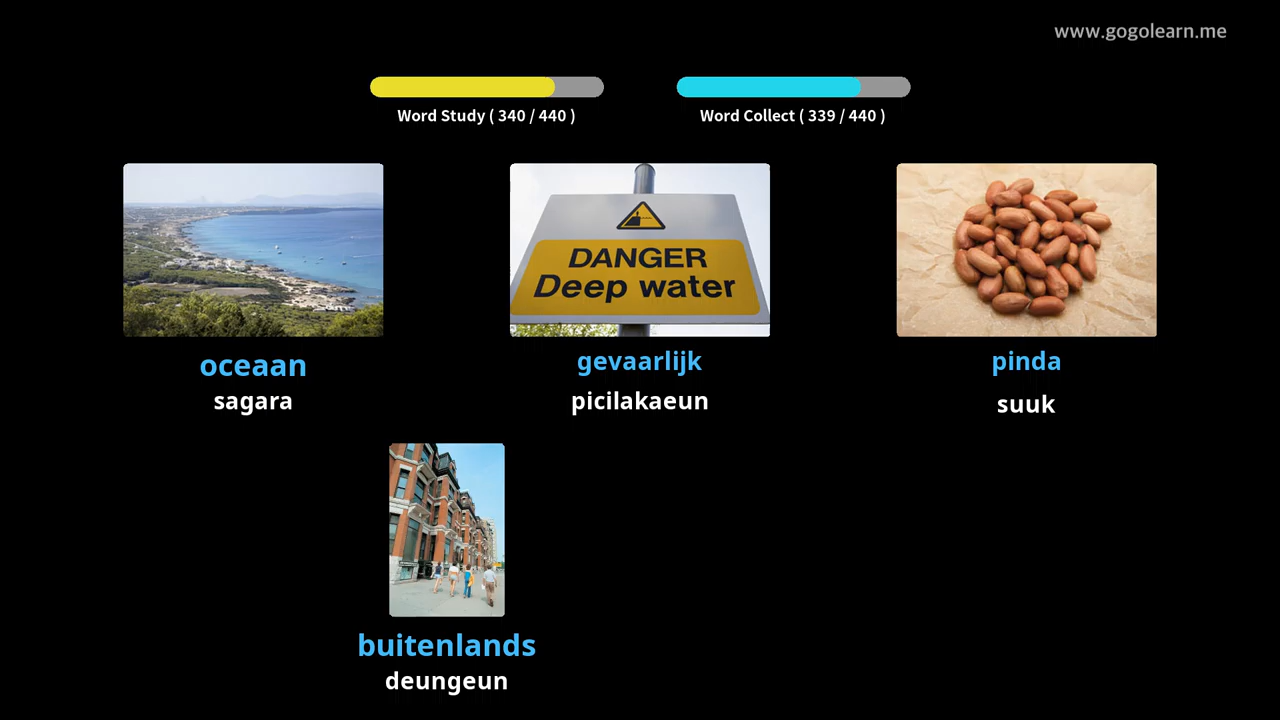 www.gogolearn.me
Word Study ( 340 / 440 )
Word Collect ( 339 / 440 )
DANGER
Deep water
oceaan
sagara
gevaarlijk
picilakaeun
pinda
suuk
buitenlands
deungeun